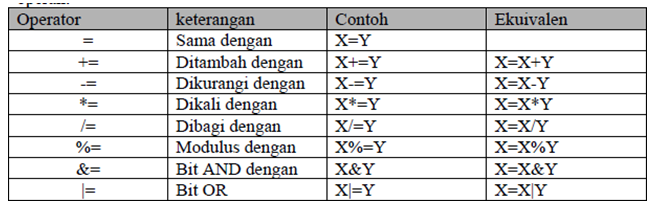 Operator keterangan Contoh Ekuivalen
= Sama dengan X=Y
+= Ditambah dengan X+=Y X=X+Y
-= Dikurangi dengan X-=Y X=X-Y
*= Dikali dengan X*=Y X=X*Y
/= Dibagi dengan X/=Y X=X/Y
%= Modulus dengan X%=Y X=X%Y
&= Bit AND dengan X&Y X=X&Y
|= Bit OR X|=Y X=X|Y